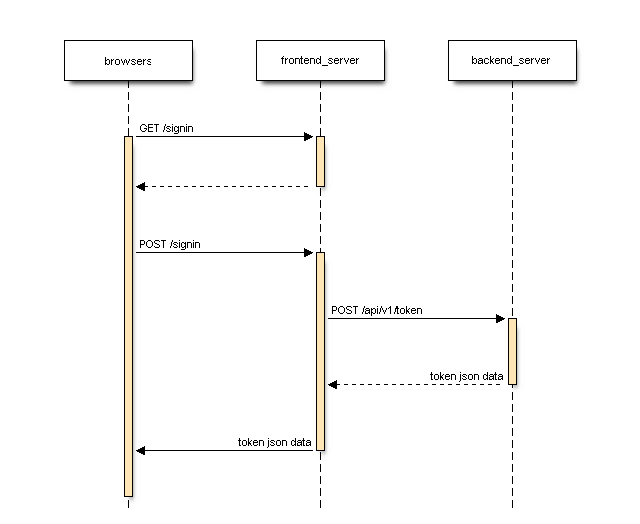 browsers
frontend_server
backend_server
GET /signin
POST /signin
POST /api/v1/token
token json data
token json data